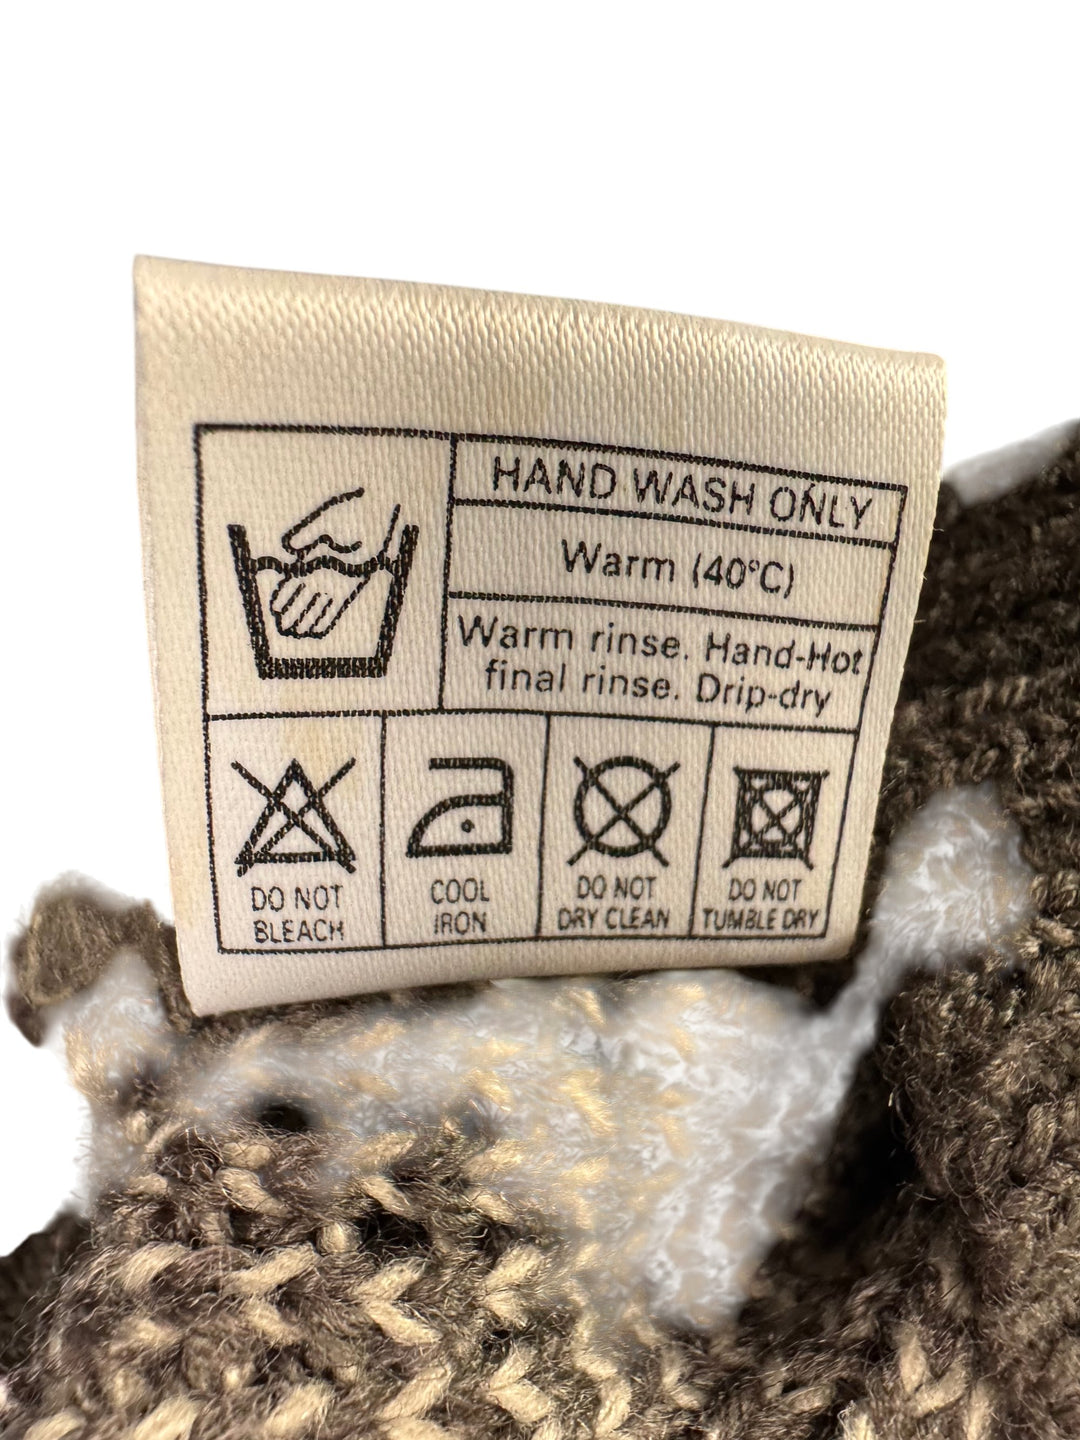 HAND WASH ONLY
Warm (40°C)
Warm rinse. Hand-Hot
final rinse. Drip-dry
DO NOT
BLEACH
COOL
IRON
DO NOT
DRY CLEAN
DO NOT
TUMBLE DRY